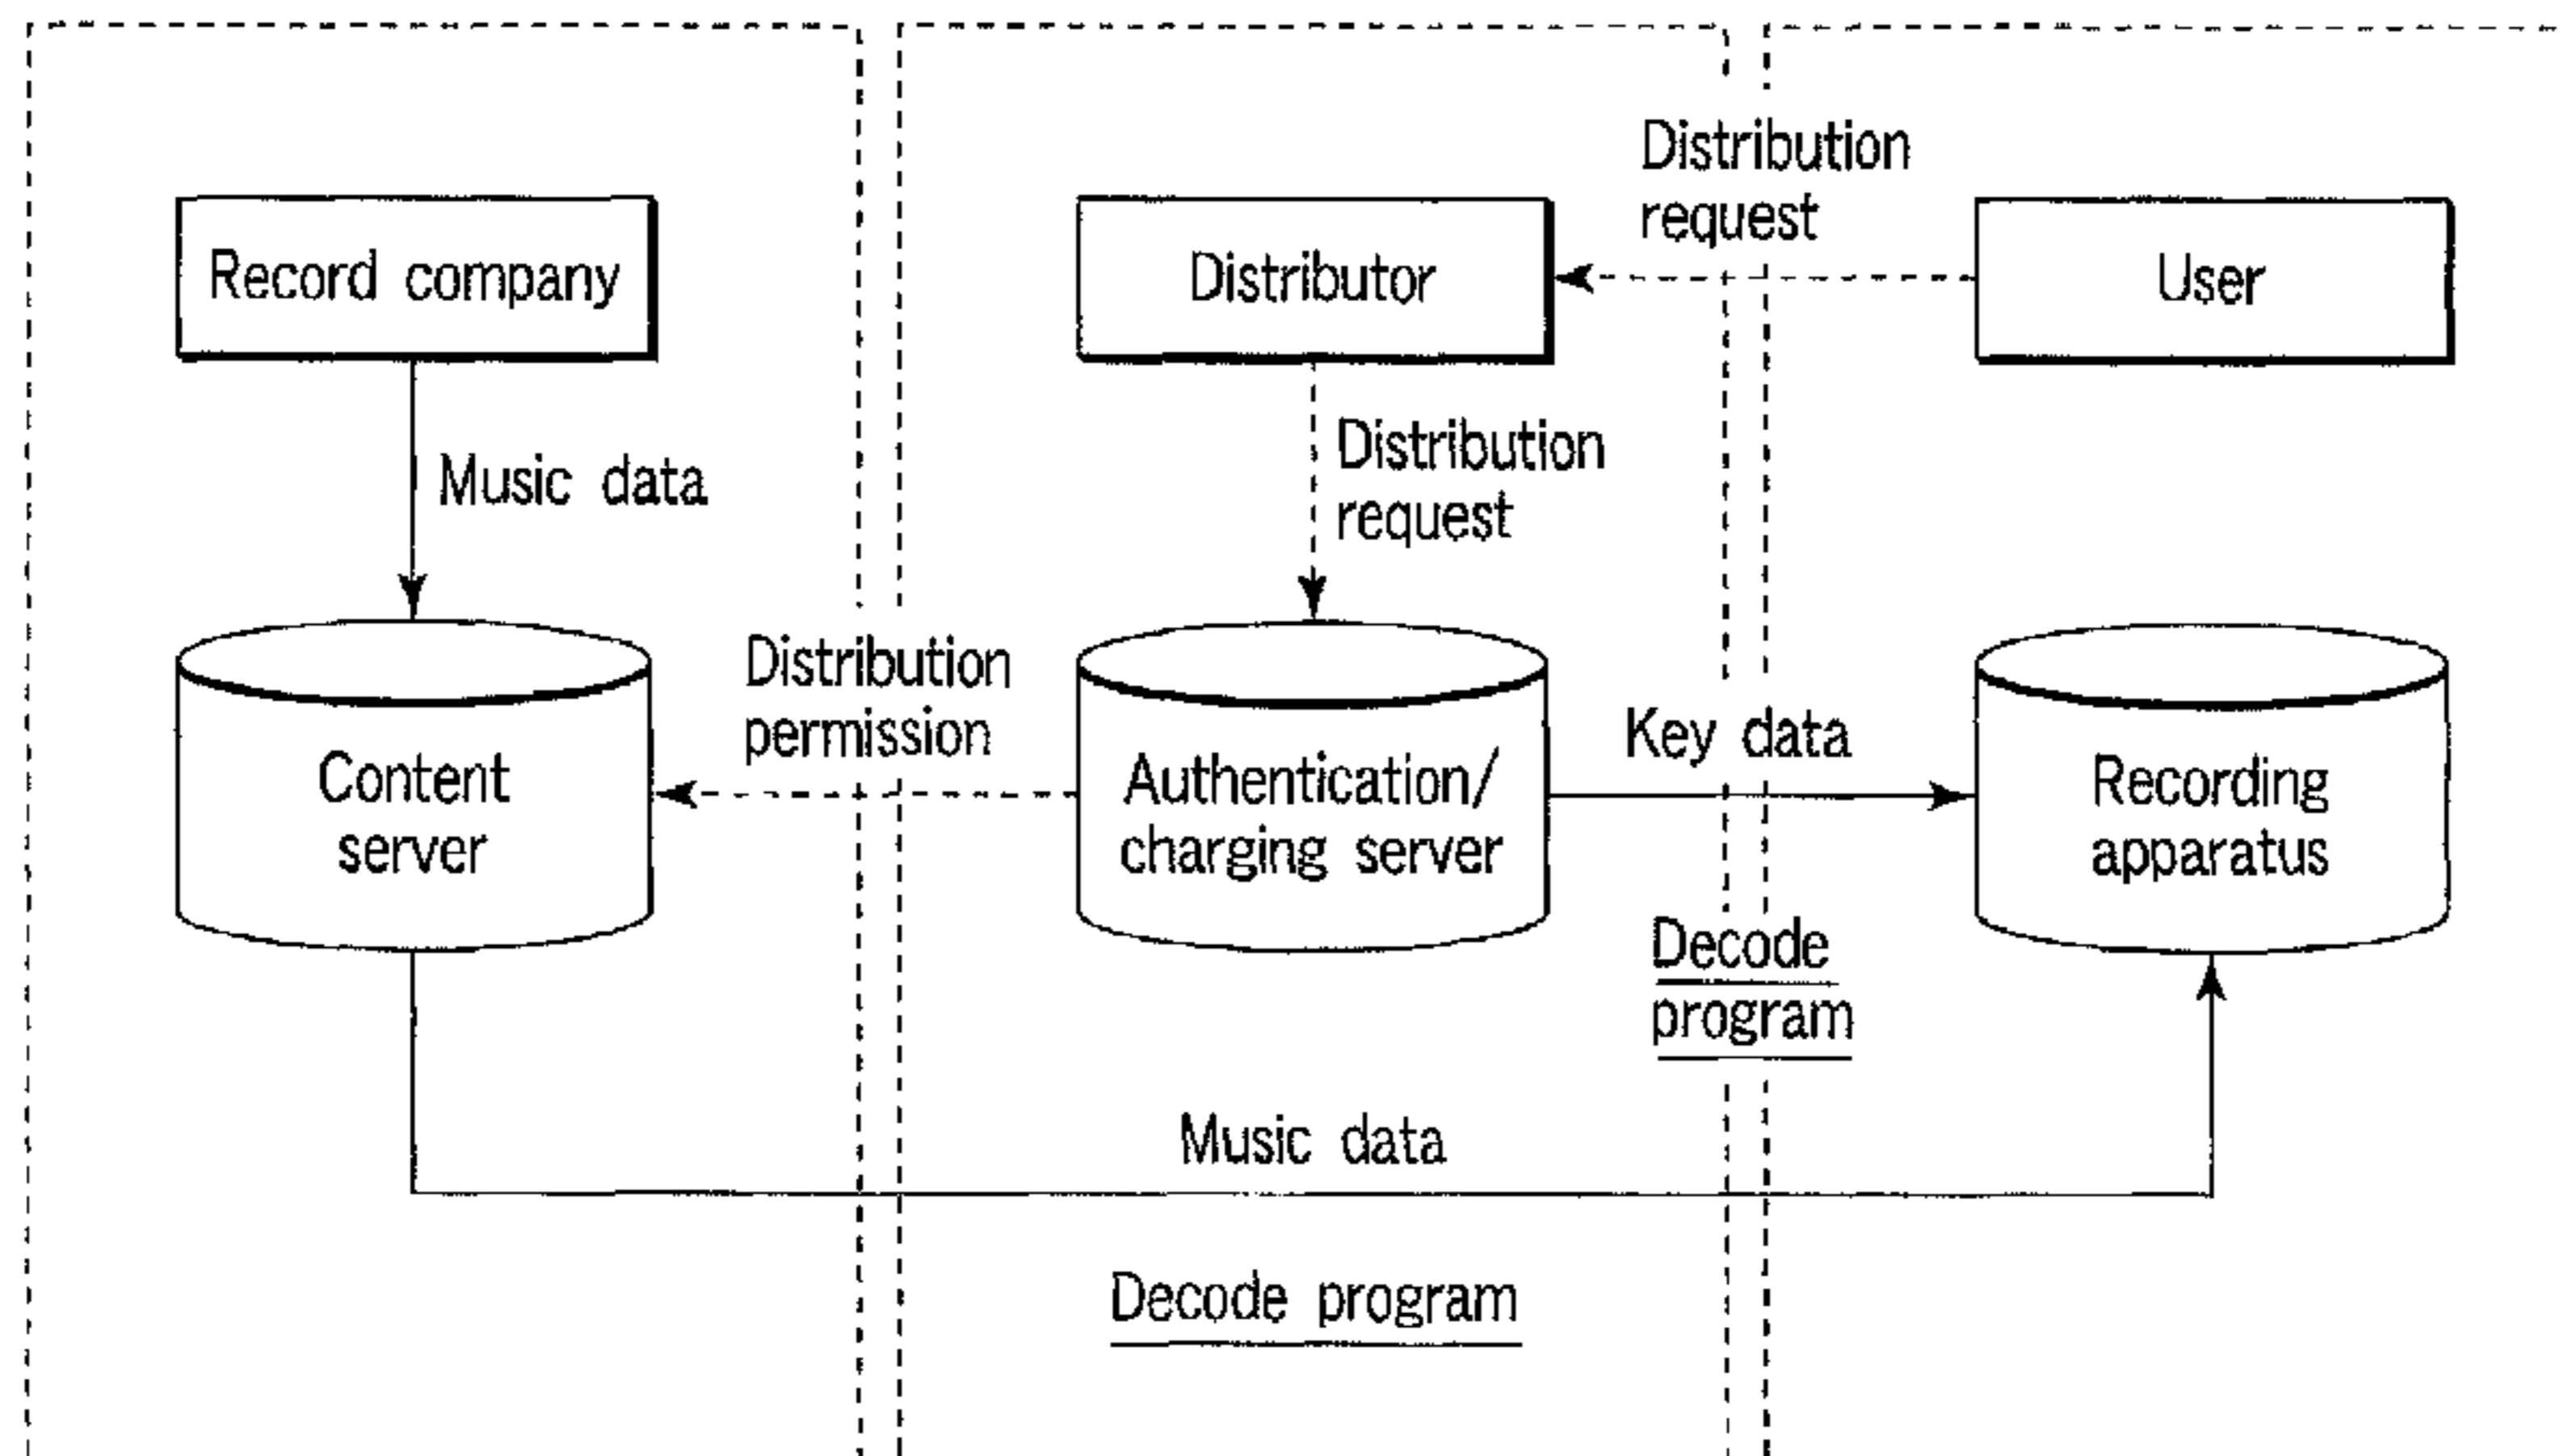 Distribution
request
Record company
Distributor
User
Music data
Distribution
request
Distribution
permission
Key data
Content
server
Authentication/
charging server
Recording
apparatus
Decode
program
Music data
Decode program